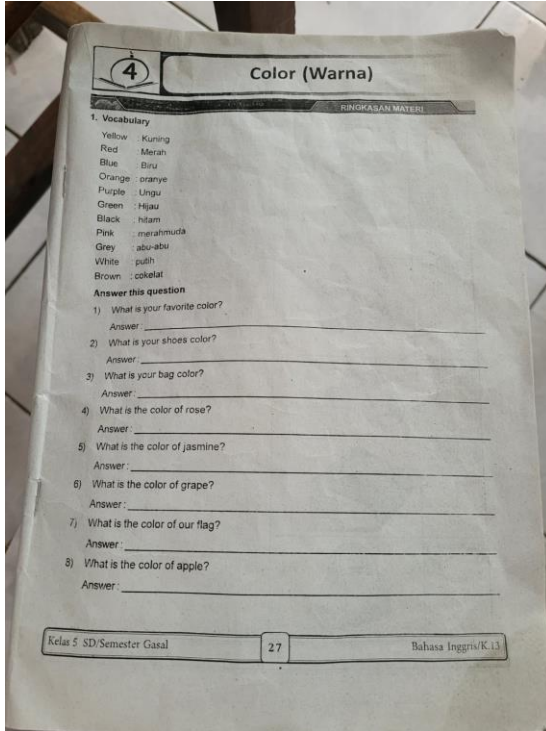 4
Color (Warna)
RINGKASAN MATERI
1. Vocabulary
Yellow : Kuning
Red : Merah
Blue : Biru
Orange : oranye
Purple : Ungu
Green : Hijau
Black : hitam
Pink : merahmuda
Grey : abu-abu
White : putih
Brown : cokelat
Answer this question
1) What is your favorite color?
Answer :
2) What is your shoes color?
Answer :
3) What is your bag color?
Answer :
4) What is the color of rose?
Answer :
5) What is the color of jasmine?
Answer :
6) What is the color of grape?
Answer :
7) What is the color of our flag?
Answer :
8) What is the color of apple?
Answer :
Kelas 5 SD/Semester Gasal 27 Bahasa Inggris/K.13